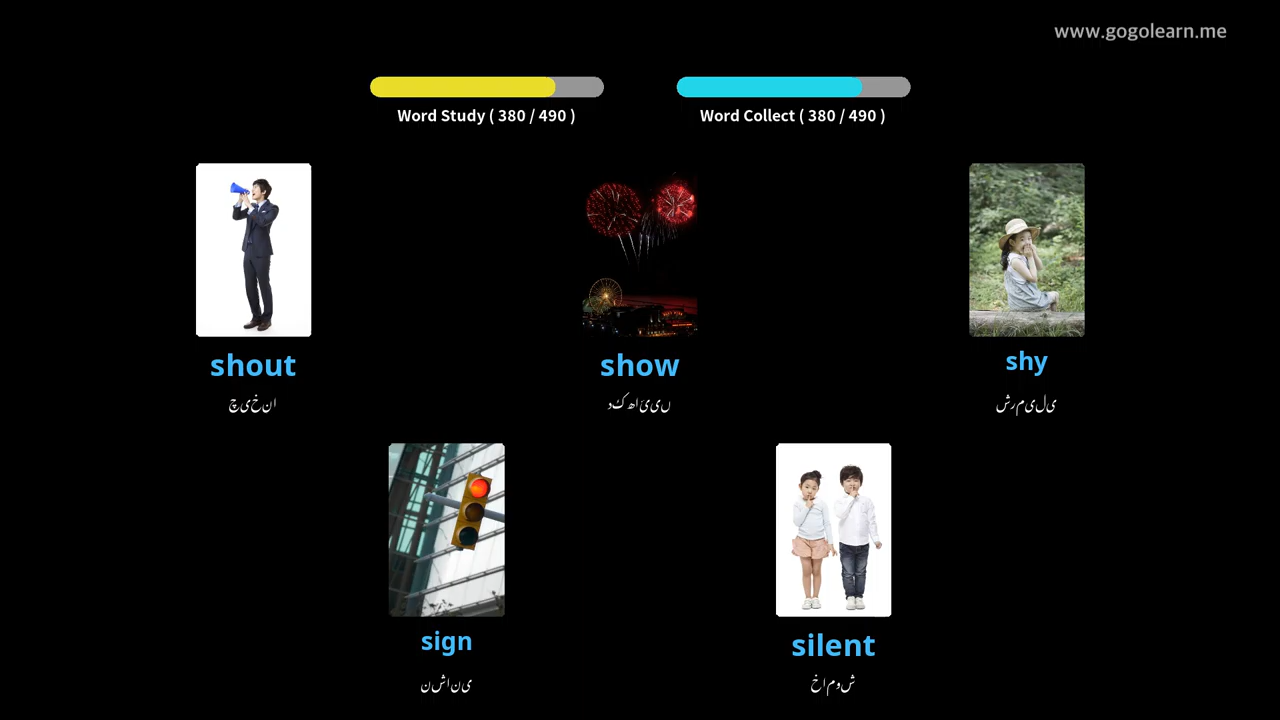 www.gogolearn.me
Word Study ( 380 / 490 )
Word Collect ( 380 / 490 )
shout
show
shy
چیخنا
دکھائیں
شرمیلی
sign
silent
نشانی
خاموش